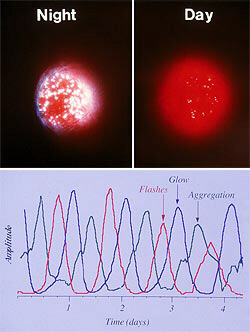 Night
Day
Glow
Flashes
Aggregation
Amplitude
1
2
3
4
Time (days)